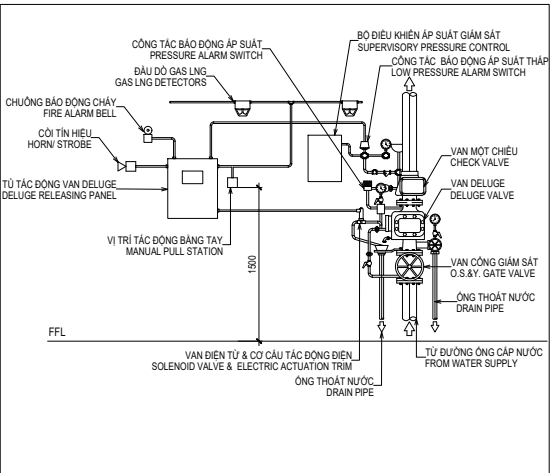 BỘ ĐIỀU KHIỂN ÁP SUẤT GIÁM SÁT
SUPERVISORY PRESSURE CONTROL
CÔNG TẮC BÁO ĐỘNG ÁP SUẤT
PRESSURE ALARM SWITCH
CÔNG TẮC BÁO ĐỘNG ÁP SUẤT THẤP
LOW PRESSURE ALARM SWITCH
ĐẦU DÒ GAS LNG
GAS LNG DETECTORS
CHUÔNG BÁO ĐỘNG CHÁY
FIRE ALARM BELL
CÒI TÍN HIỆU
HORN/ STROBE
VAN MỘT CHIỀU
CHECK VALVE
TỦ TÁC ĐỘNG VAN DELUGE
DELUGE RELEASING PANEL
VAN DELUGE
DELUGE VALVE
VỊ TRÍ TÁC ĐỘNG BẰNG TAY
MANUAL PULL STATION
1500
VAN CỔNG GIÁM SÁT
O.S.&Y. GATE VALVE
ỐNG THOÁT NƯỚC
DRAIN PIPE
FFL
VAN ĐIỆN TỪ & CƠ CẤU TÁC ĐỘNG ĐIỆN
SOLENOID VALVE & ELECTRIC ACTUATION TRIM
TỪ ĐƯỜNG ỐNG CẤP NƯỚC
FROM WATER SUPPLY
ỐNG THOÁT NƯỚC
DRAIN PIPE